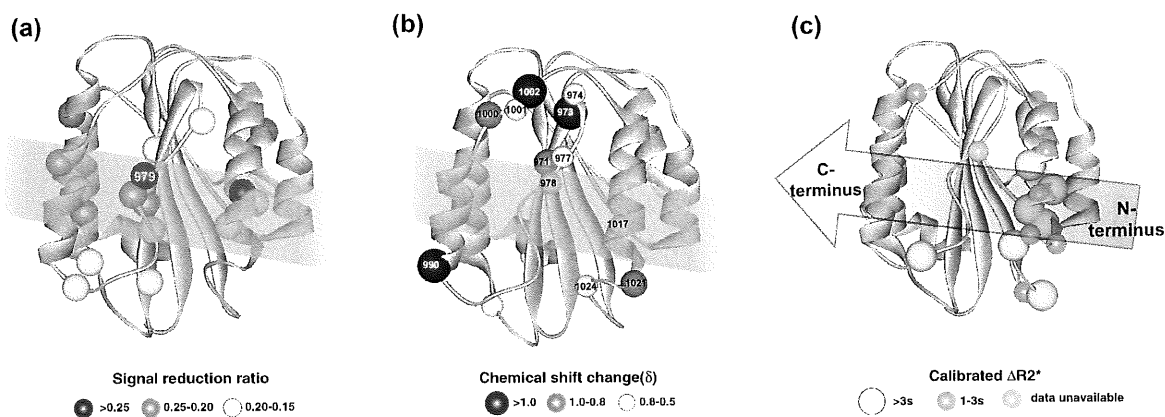 (a)
(b)
(c)
979
1002
974
1000
1001
973
971
977
978
1017
990
1024
1021
C-
terminus
N-
terminus
Signal reduction ratio
>0.25 0.25-0.20 0.20-0.15
Chemical shift change(δ)
>1.0 1.0-0.8 0.8-0.5
Calibrated ΔR2*
>3s 1-3s data unavailable